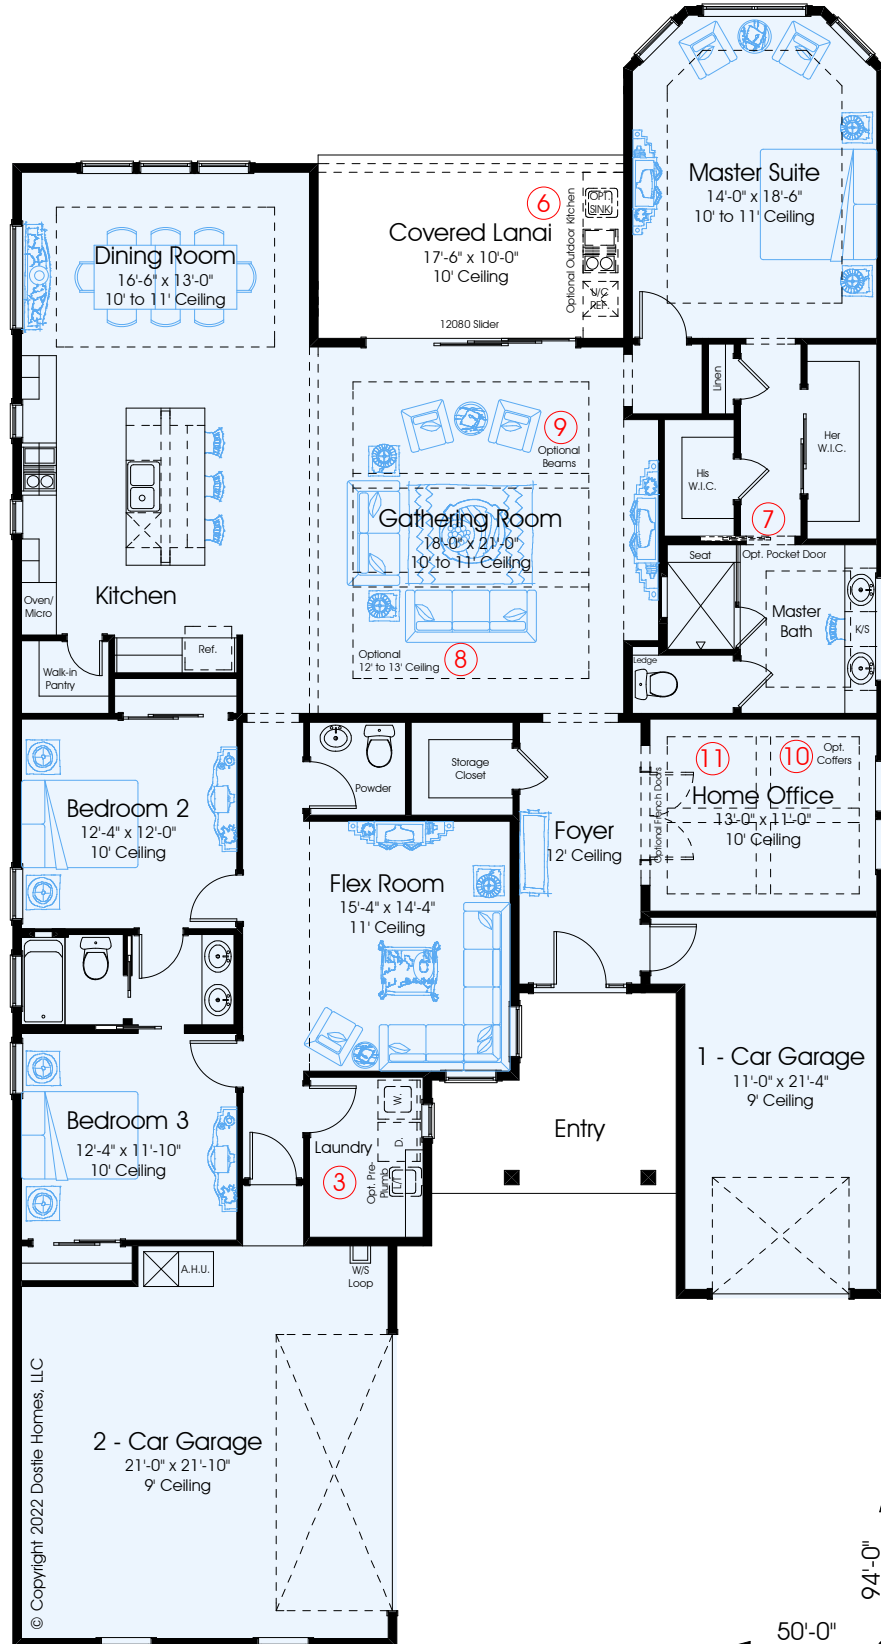 Master Suite
14'-0" x 18'-6"
10' to 11' Ceiling
6
OPT.
SINK
Optional Outdoor Kitchen
U/C
REF.
Covered Lanai
17'-6" x 10'-0"
10' Ceiling
12080 Slider
Dining Room
16'-6" x 13'-0"
10' to 11' Ceiling
Linen
Her
W.I.C.
His
W.I.C.
9
Optional
Beams
Gathering Room
18'-0" x 21'-0"
10' to 11' Ceiling
7
Opt. Pocket Door
Seat
Master
Bath
K/S
Ledge
Kitchen
Oven/
Micro
Ref.
Walk-in
Pantry
Optional
12' to 13' Ceiling
8
Powder
Storage
Closet
11
10
Opt.
Coffers
Home Office
13'-0" x 11'-0"
10' Ceiling
Optional French Doors
Foyer
12' Ceiling
Bedroom 2
12'-4" x 12'-0"
10' Ceiling
Flex Room
15'-4" x 14'-4"
11' Ceiling
1 - Car Garage
11'-0" x 21'-4"
9' Ceiling
Bedroom 3
12'-4" x 11'-10"
10' Ceiling
Laundry
3
W.
D.
Opt. Pre-
Plumb
L/T
Entry
A.H.U.
W/S
Loop
2 - Car Garage
21'-0" x 21'-10"
9' Ceiling
© Copyright 2022 Dostie Homes, LLC
94'-0"
50'-0"